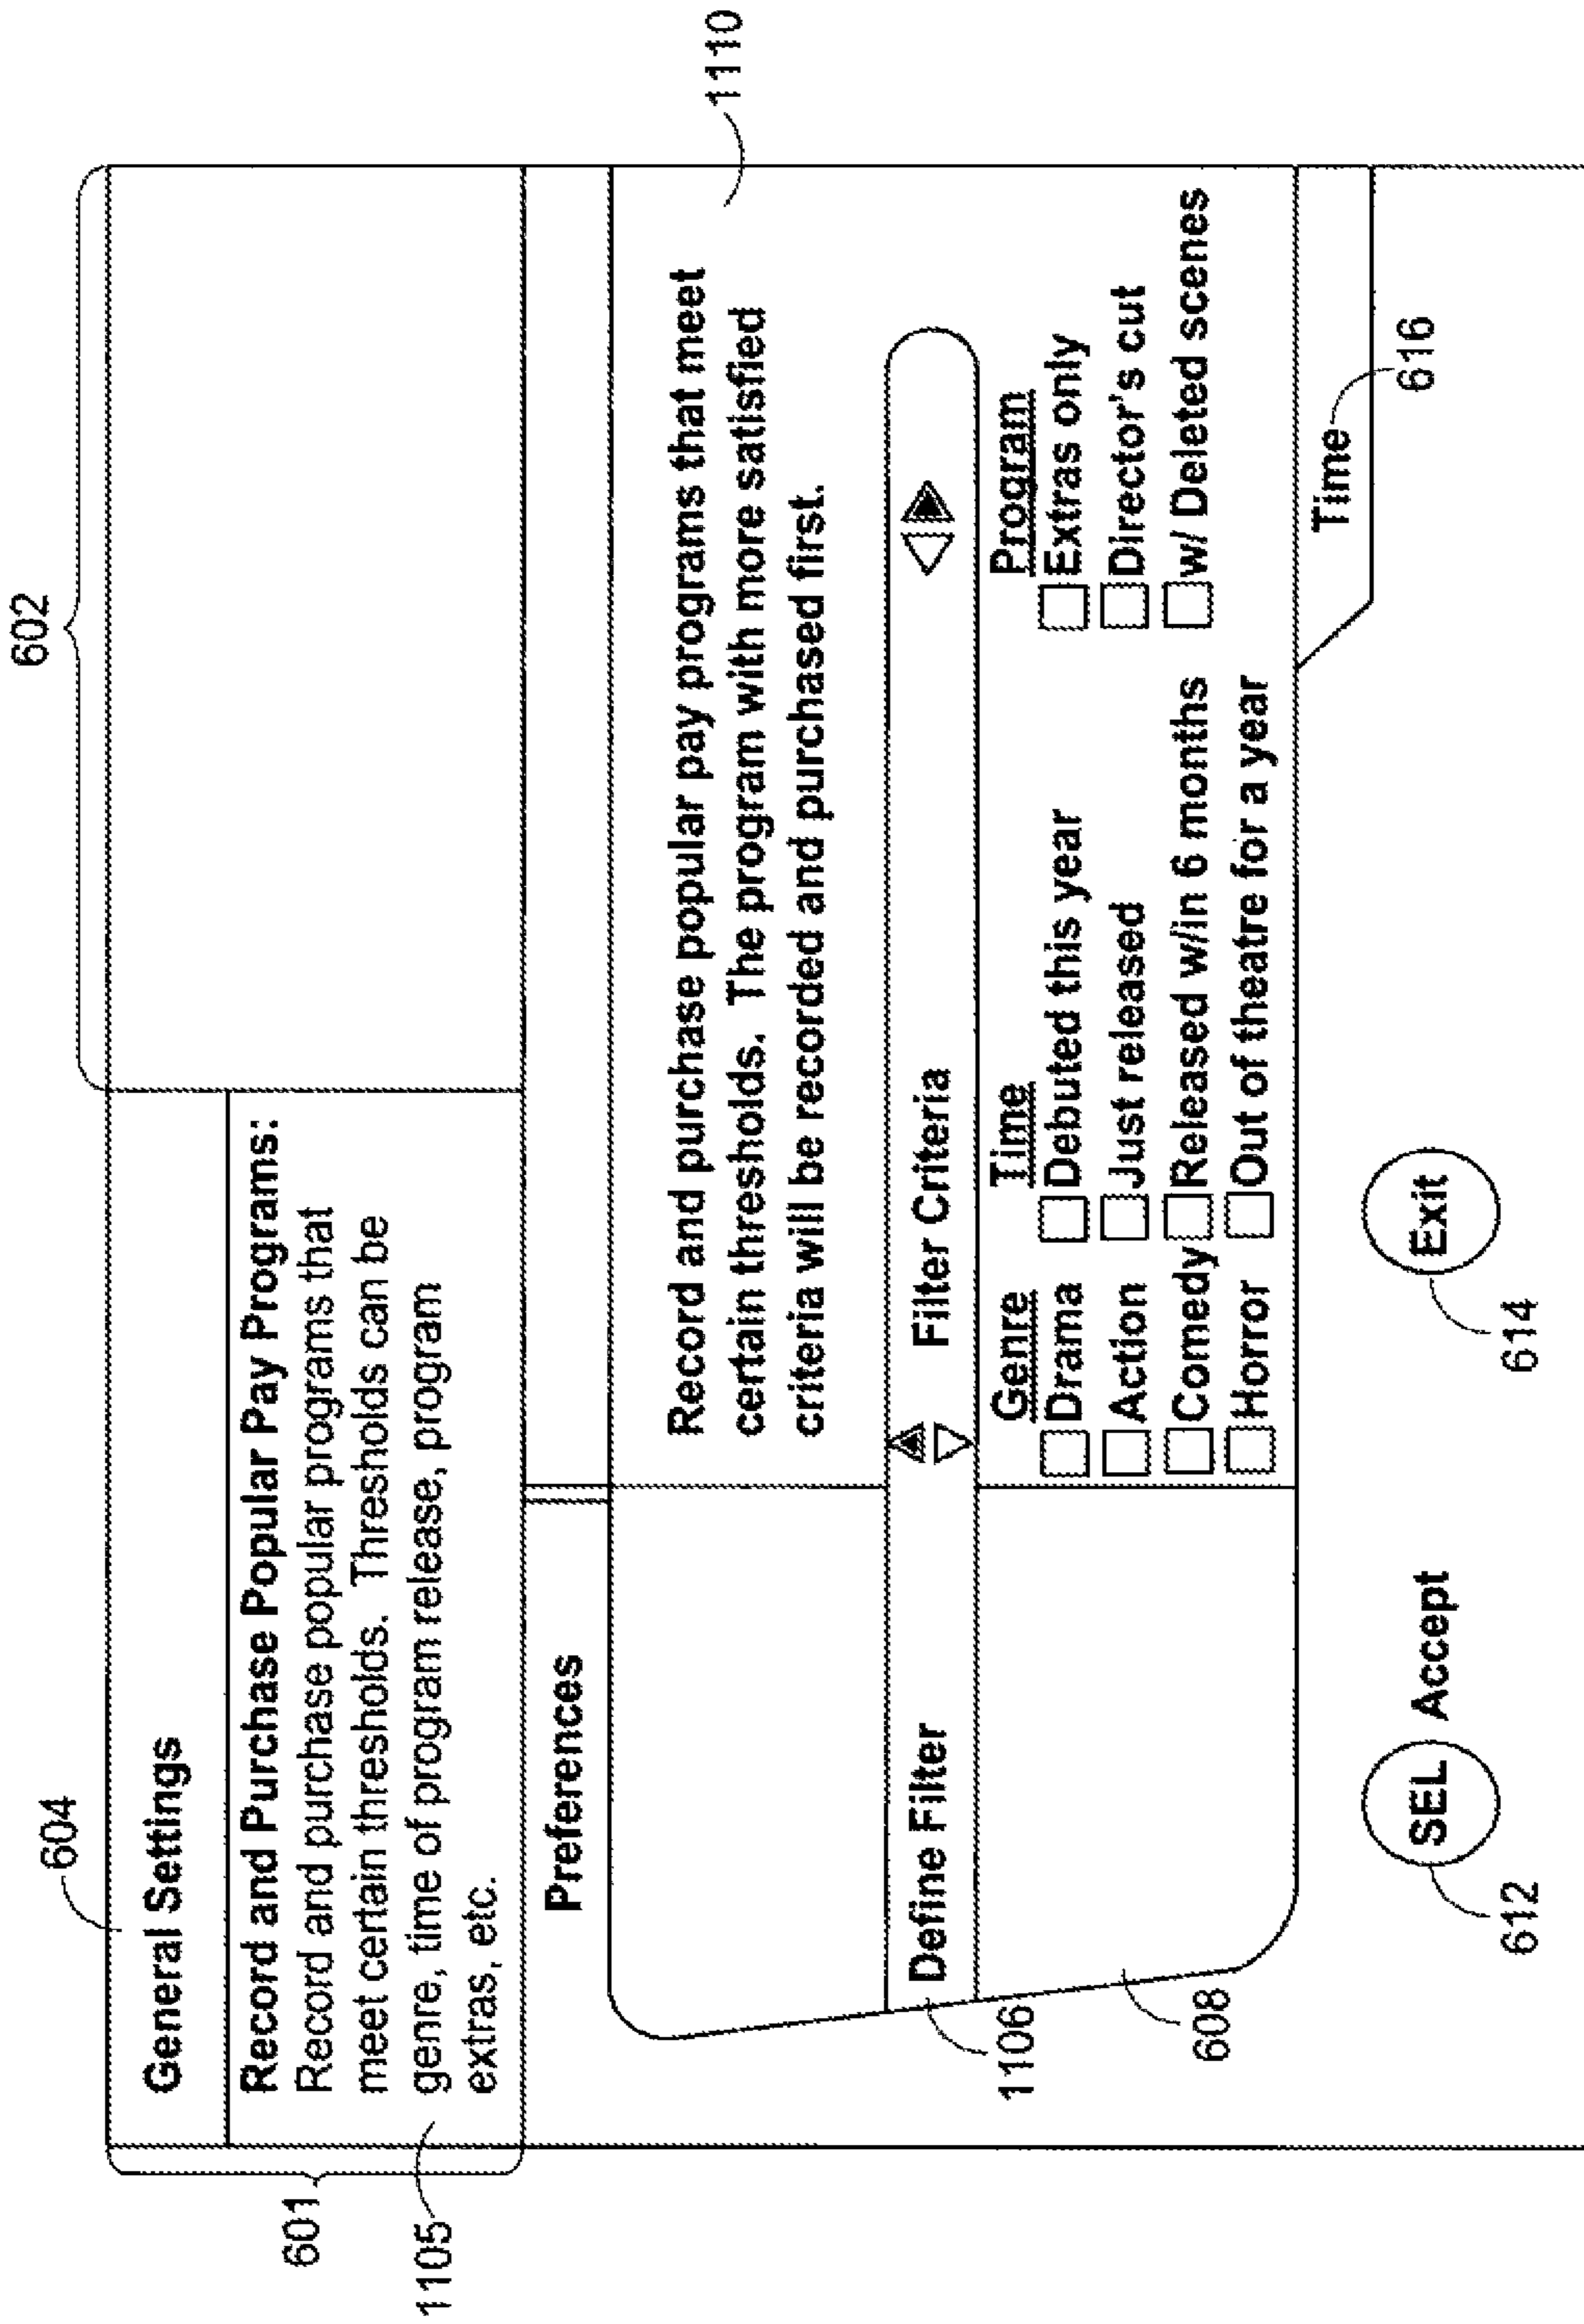 604
602
General Settings
601
Record and Purchase Popular Pay Programs:
Record and purchase popular programs that
meet certain thresholds. Thresholds can be
genre, time of program release, program
extras, etc.
1105
Preferences
1110
Record and purchase popular pay programs that meet
certain thresholds. The program with more satisfied
criteria will be recorded and purchased first.
Define Filter
Filter Criteria
1106
Genre Time Program
Drama Debuted this year Extras only
Action Just released Director's cut
Comedy Released w/in 6 months w/ Deleted scenes
Horror Out of theatre for a year
608
Time
616
SEL Accept
Exit
612
614